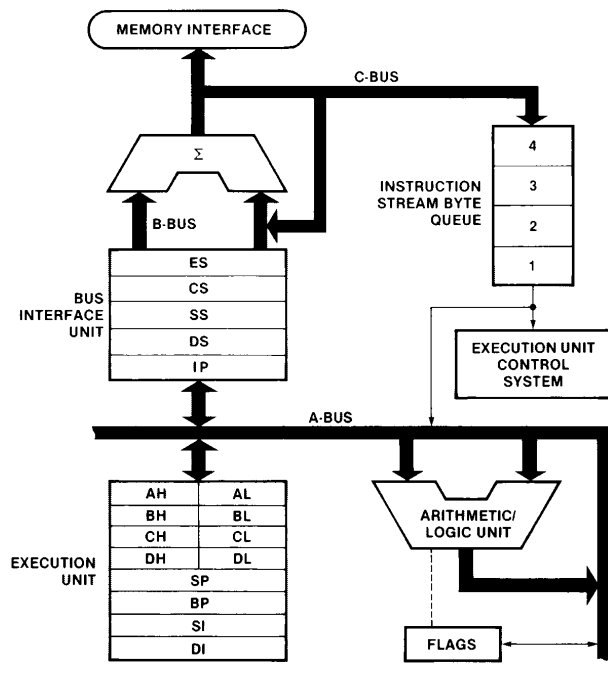 MEMORY INTERFACE
C-BUS
Σ
4
3
2
1
INSTRUCTION
STREAM BYTE
QUEUE
B-BUS
ES
CS
SS
DS
IP
BUS
INTERFACE
UNIT
EXECUTION UNIT
CONTROL
SYSTEM
A-BUS
AH AL
BH BL
CH CL
DH DL
SP
BP
SI
DI
EXECUTION
UNIT
ARITHMETIC/
LOGIC UNIT
FLAGS